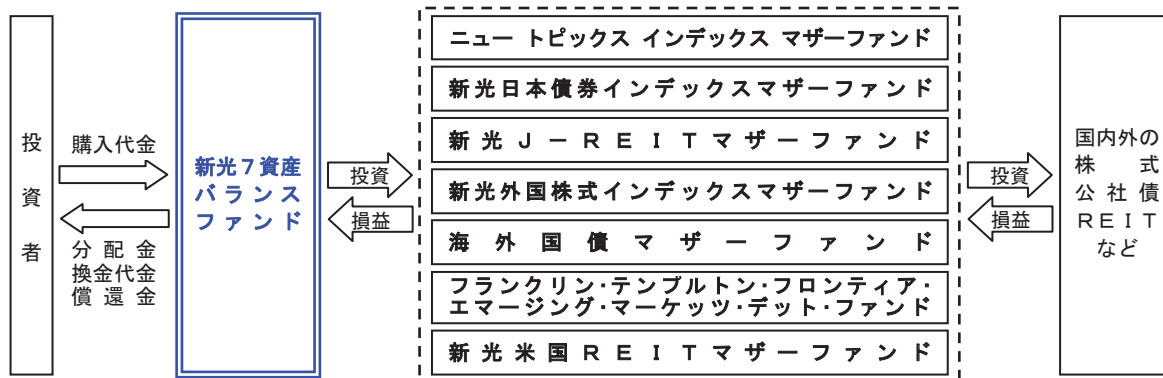 投資者
購入代金
分配金
換金代金
償還金
新光7資産
バランス
ファンド
投資
損益
ニュー トピックス インデックス マザーファンド
新光日本債券インデックスマザーファンド
新光J－REITマザーファンド
新光外国株式インデックスマザーファンド
海外国債マザーファンド
フランクリン・テンプルトン・フロンティア・
エマージング・マーケッツ・デット・ファンド
新光米国REITマザーファンド
投資
損益
国内外の
株式
公社債
REIT
など